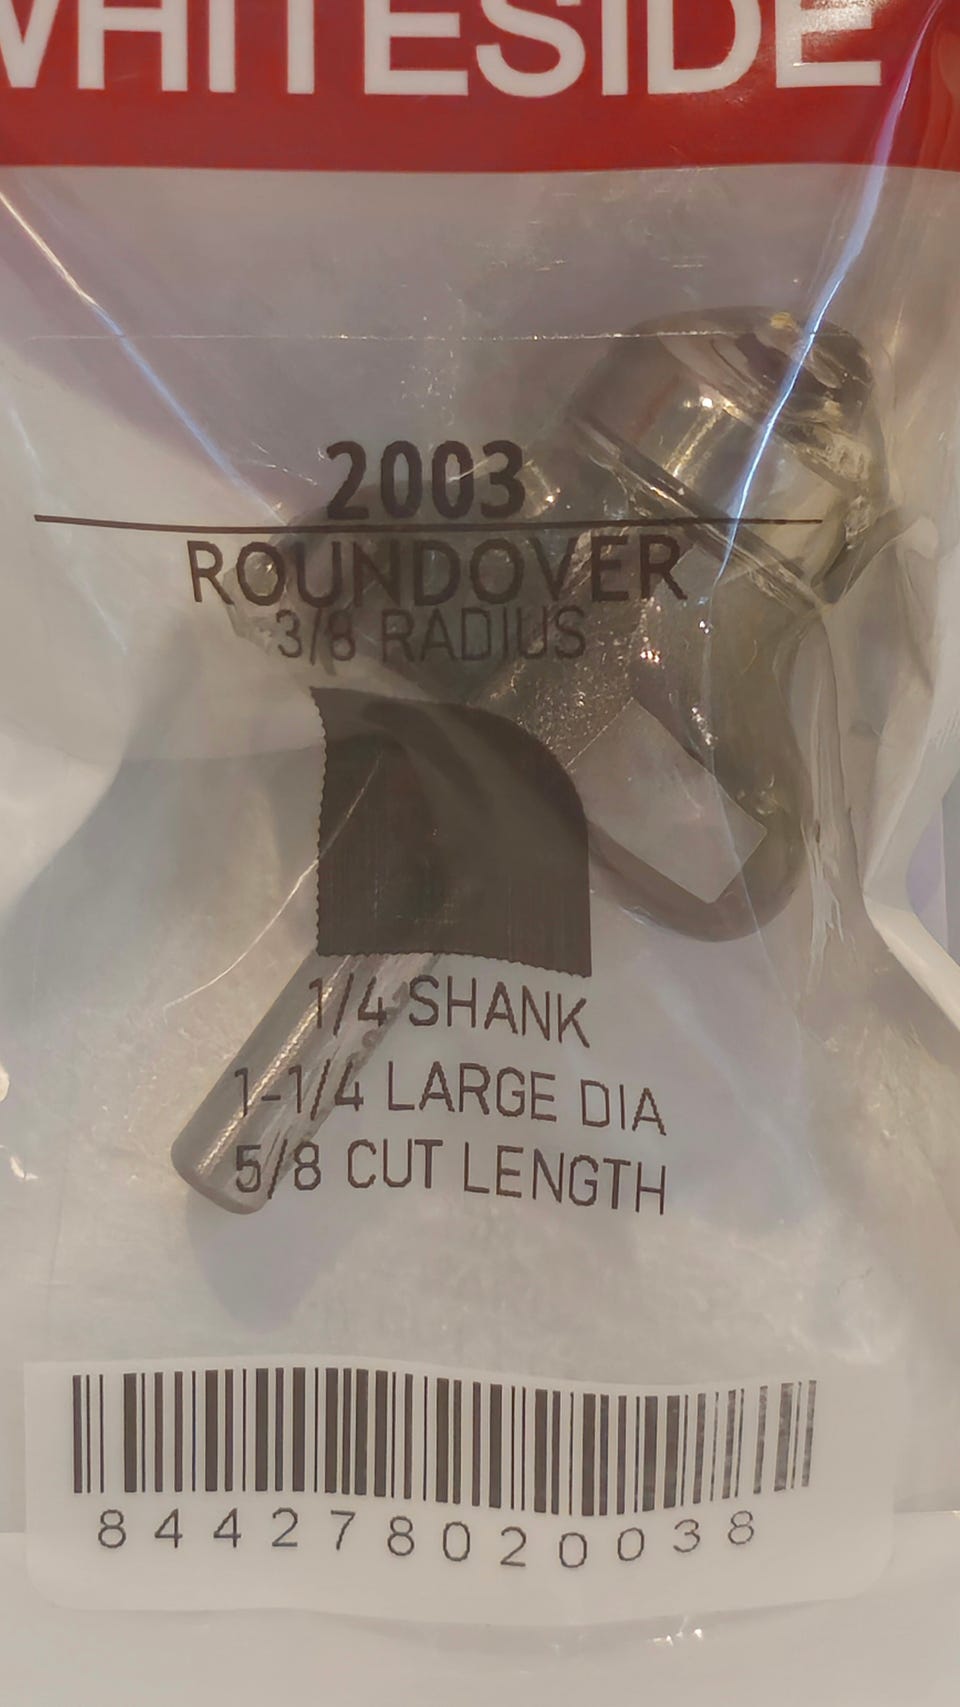 WHITESIDE
2003
ROUNDOVER
3/8 RADIUS
1/4 SHANK
1-1/4 LARGE DIA
5/8 CUT LENGTH
844278020038